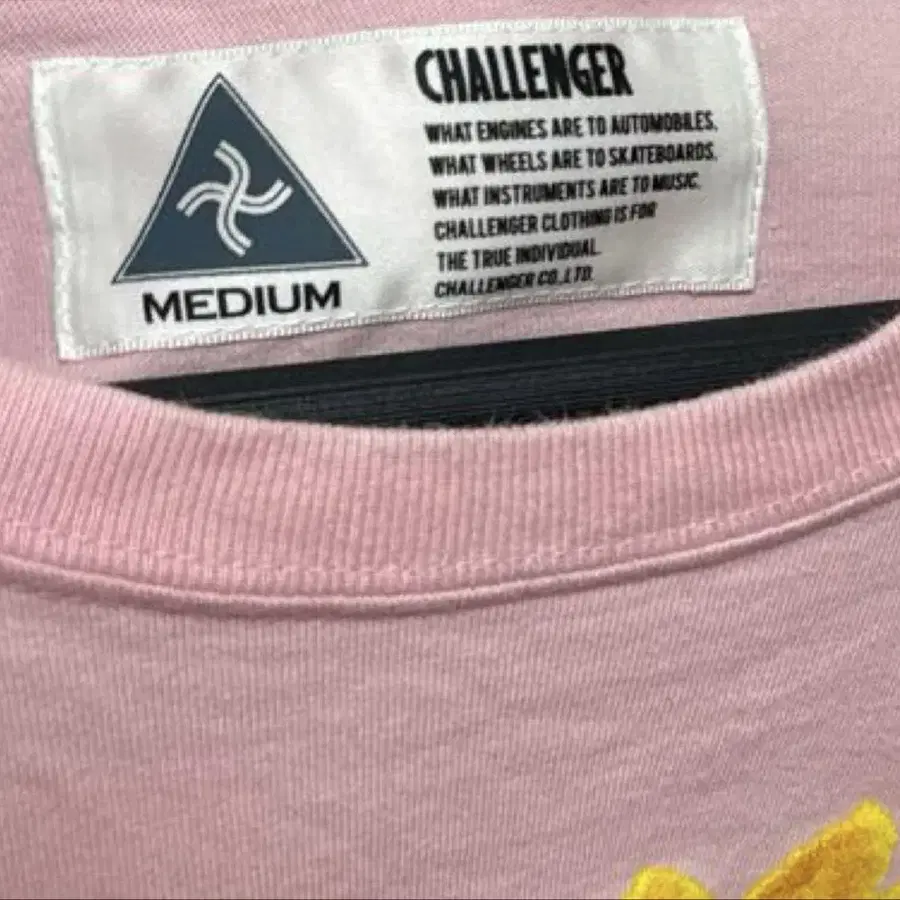 CHALLENGER
WHAT ENGINES ARE TO AUTOMOBILES,
WHAT WHEELS ARE TO SKATEBOARDS,
WHAT INSTRUMENTS ARE TO MUSIC,
CHALLENGER CLOTHING IS FOR
THE TRUE INDIVIDUAL.
CHALLENGER CO.,LTD.
MEDIUM